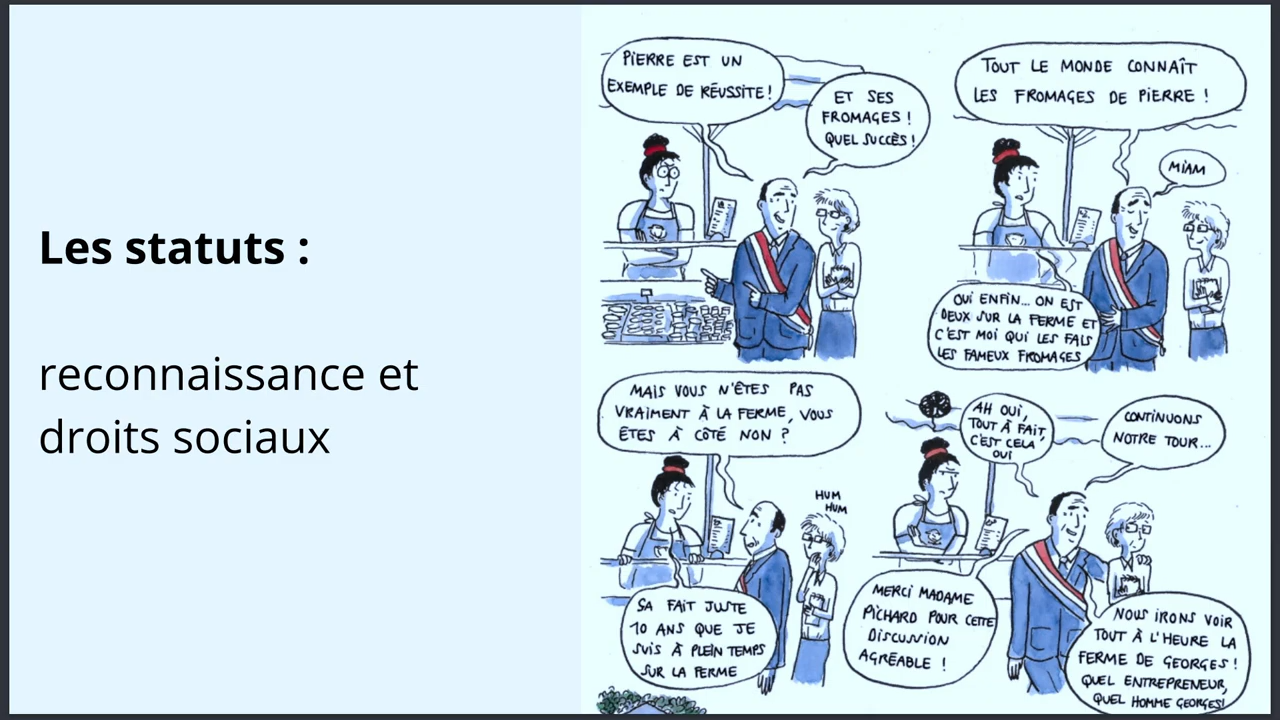 Les statuts :
reconnaissance et
droits sociaux
PIERRE EST UN
EXEMPLE DE RÉUSSITE !
ET SES
FROMAGES !
QUEL SUCCÈS !
TOUT LE MONDE CONNAÎT
LES FROMAGES DE PIERRE !
MIAM
OUI ENFIN... ON EST
DEUX SUR LA FERME ET
C'EST MOI QUI LES FAIS
LES FAMEUX FROMAGES
MAIS VOUS N'ÊTES PAS
VRAIMENT À LA FERME, VOUS
ÊTES À CÔTÉ NON ?
HUM
HUM
SA FAIT JUSTE
10 ANS QUE JE
SUIS À PLEIN TEMPS
SUR LA FERME
AH OUI,
TOUT À FAIT,
C'EST CELA
OUI
CONTINUONS
NOTRE TOUR...
MERCI MADAME
PICHARD POUR CETTE
DISCUSSION
AGRÉABLE !
NOUS IRONS VOIR
TOUT À L'HEURE LA
FERME DE GEORGES !
QUEL ENTREPRENEUR,
QUEL HOMME GEORGES!